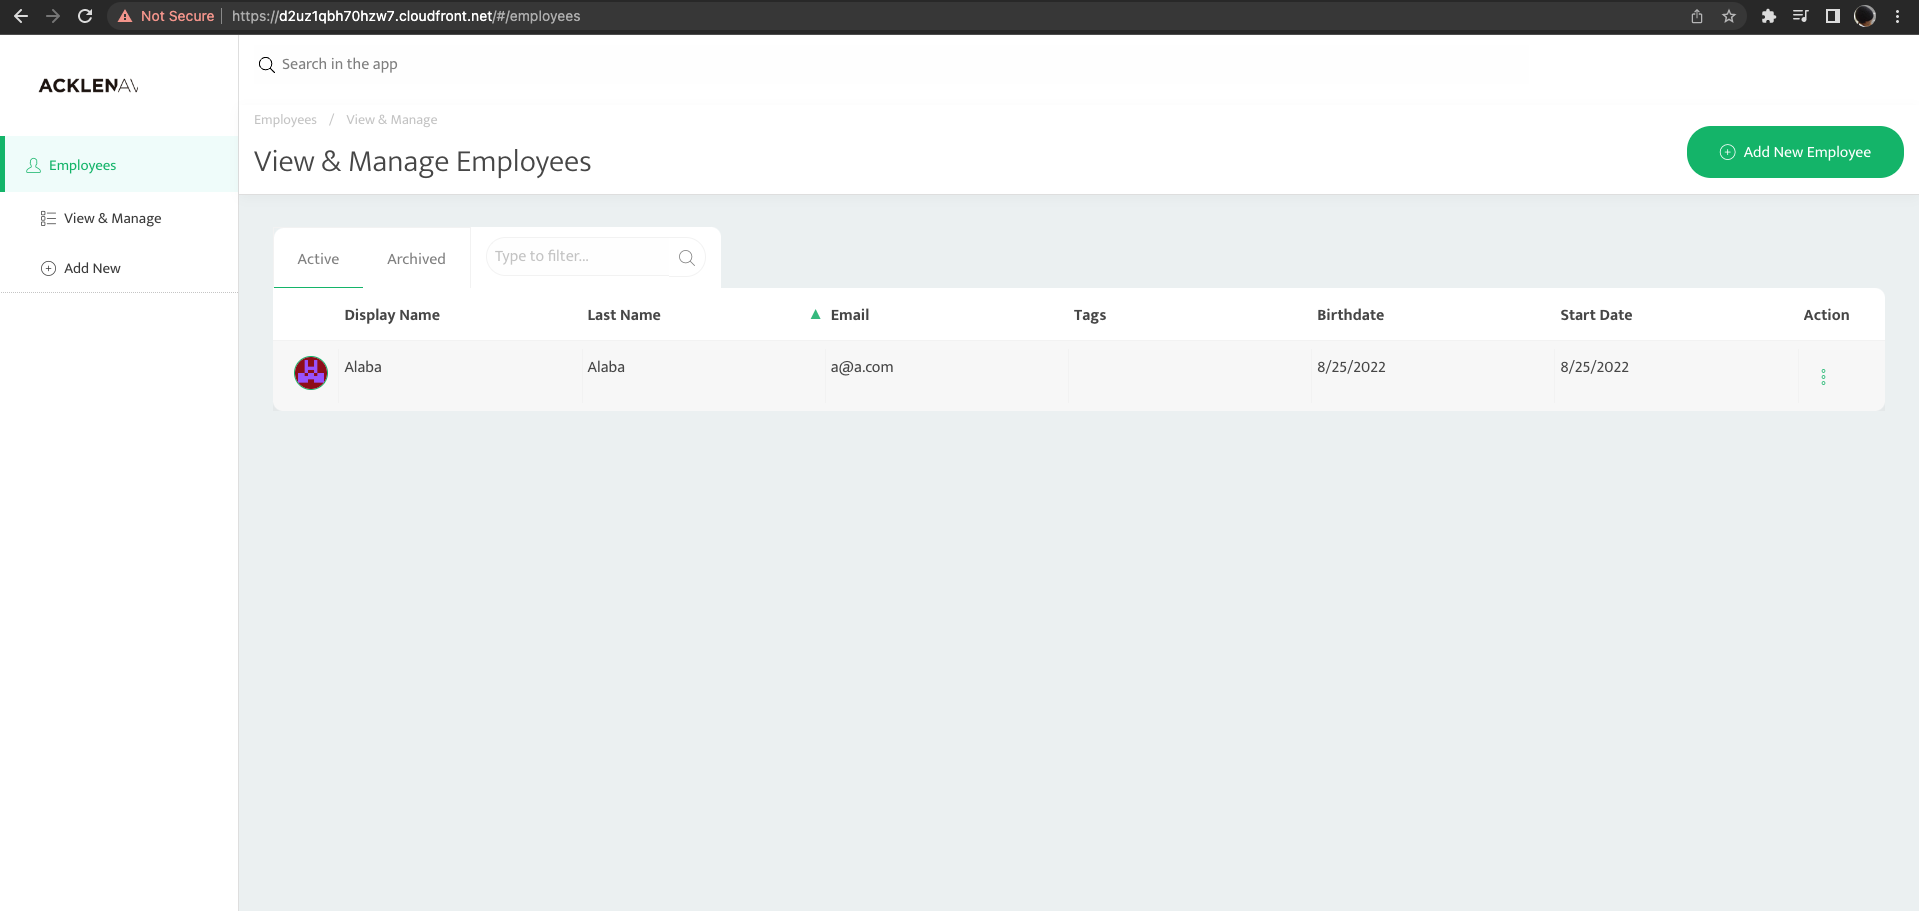 Not Secure https://d2uz1qbh70hzw7.cloudfront.net/#/employees
Search in the app
ACKLENAV
Employees / View & Manage
View & Manage Employees
Add New Employee
Employees
View & Manage
Add New
Active Archived Type to filter...
Display Name Last Name Email Tags Birthdate Start Date Action
Alaba Alaba a@a.com 8/25/2022 8/25/2022